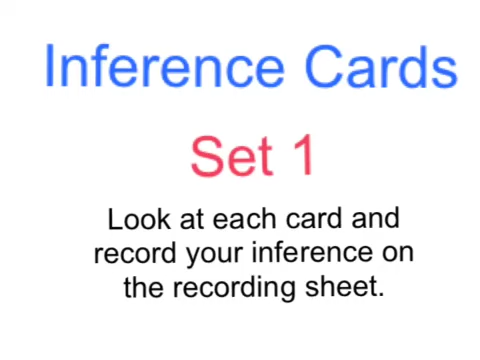 Inference Cards
Set 1
Look at each card and
record your inference on
the recording sheet.